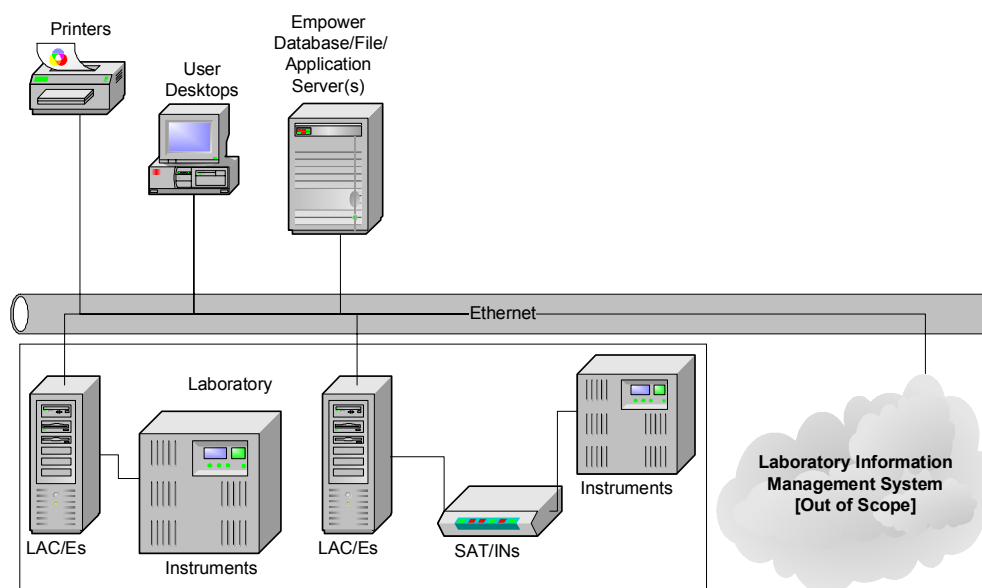 Printers
User
Desktops
Empower
Database/File/
Application
Server(s)
Ethernet
Laboratory
LAC/Es
Instruments
LAC/Es
SAT/INs
Instruments
Laboratory Information
Management System
[Out of Scope]